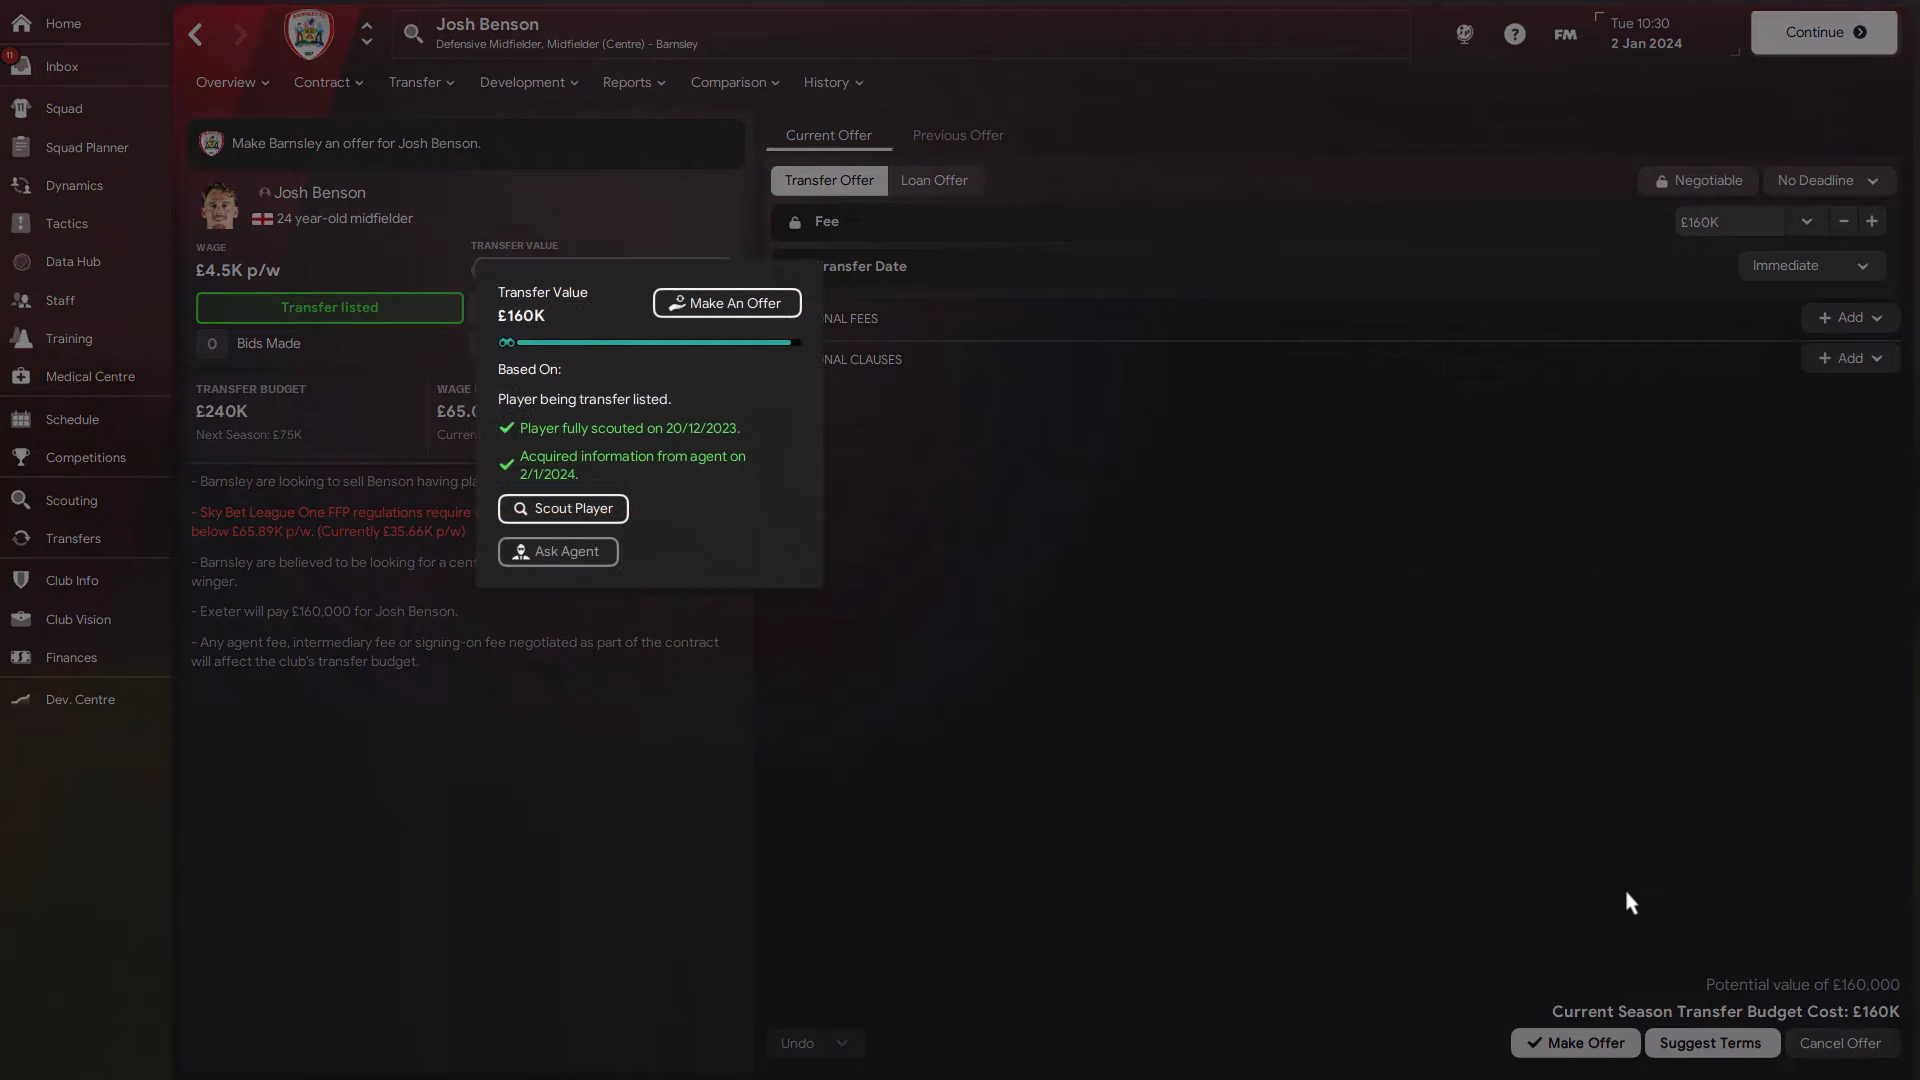 Home
11
Inbox
Squad
Squad Planner
Dynamics
Tactics
Data Hub
Staff
Training
Medical Centre
Schedule
Competitions
Scouting
Transfers
Club Info
Club Vision
Finances
Dev. Centre
Josh Benson
Defensive Midfielder, Midfielder (Centre) - Barnsley
FM
Tue 10:30
2 Jan 2024
Continue
Overview
Contract
Transfer
Development
Reports
Comparison
History
Make Barnsley an offer for Josh Benson.
Josh Benson
24 year-old midfielder
WAGE
£4.5K p/w
TRANSFER VALUE
Transfer listed
0 Bids Made
TRANSFER BUDGET
£240K
Next Season: £75K
WAGE
£65.0
Curren
- Barnsley are looking to sell Benson having pla
- Sky Bet League One FFP regulations require
below £65.89K p/w. (Currently £35.66K p/w)
- Barnsley are believed to be looking for a cent
winger.
- Exeter will pay £160,000 for Josh Benson.
- Any agent fee, intermediary fee or signing-on fee negotiated as part of the contract
will affect the club's transfer budget.
Transfer Value
£160K
Make An Offer
Based On:
Player being transfer listed.
Player fully scouted on 20/12/2023.
Acquired information from agent on
2/1/2024.
Scout Player
Ask Agent
Current Offer
Previous Offer
Transfer Offer
Loan Offer
Negotiable
No Deadline
Fee
£160K
ransfer Date
Immediate
NAL FEES
Add
NAL CLAUSES
Add
Potential value of £160,000
Current Season Transfer Budget Cost: £160K
Undo
Make Offer
Suggest Terms
Cancel Offer